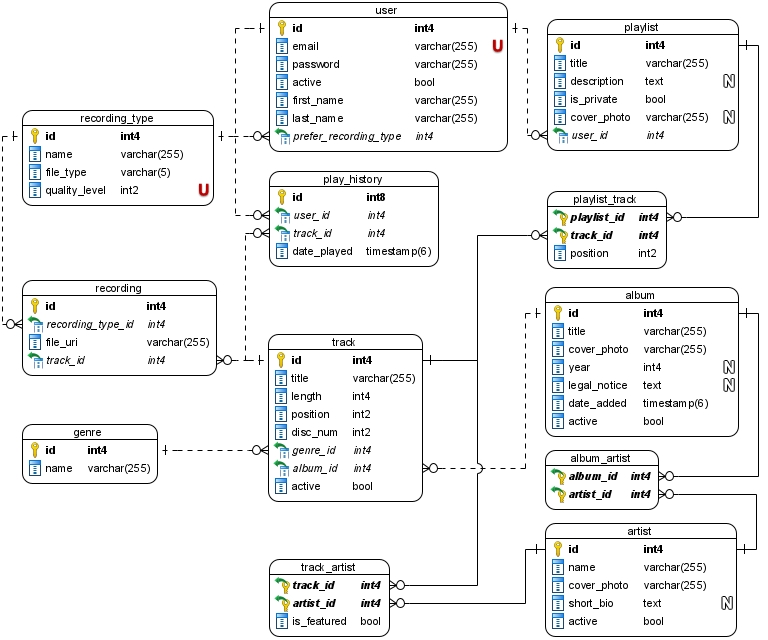 user
id int4
email varchar(255) U
password varchar(255)
active bool
first_name varchar(255)
last_name varchar(255)
prefer_recording_type int4
playlist
id int4
title varchar(255)
description text N
is_private bool
cover_photo varchar(255) N
user_id int4
recording_type
id int4
name varchar(255)
file_type varchar(5)
quality_level int2 U
play_history
id int8
user_id int4
track_id int4
date_played timestamp(6)
playlist_track
playlist_id int4
track_id int4
position int2
recording
id int4
recording_type_id int4
file_uri varchar(255)
track_id int4
album
id int4
title varchar(255)
cover_photo varchar(255)
year int4 N
legal_notice text N
date_added timestamp(6)
active bool
track
id int4
title varchar(255)
length int4
position int2
disc_num int2
genre_id int4
album_id int4
active bool
genre
id int4
name varchar(255)
album_artist
album_id int4
artist_id int4
artist
id int4
name varchar(255)
cover_photo varchar(255)
short_bio text N
active bool
track_artist
track_id int4
artist_id int4
is_featured bool